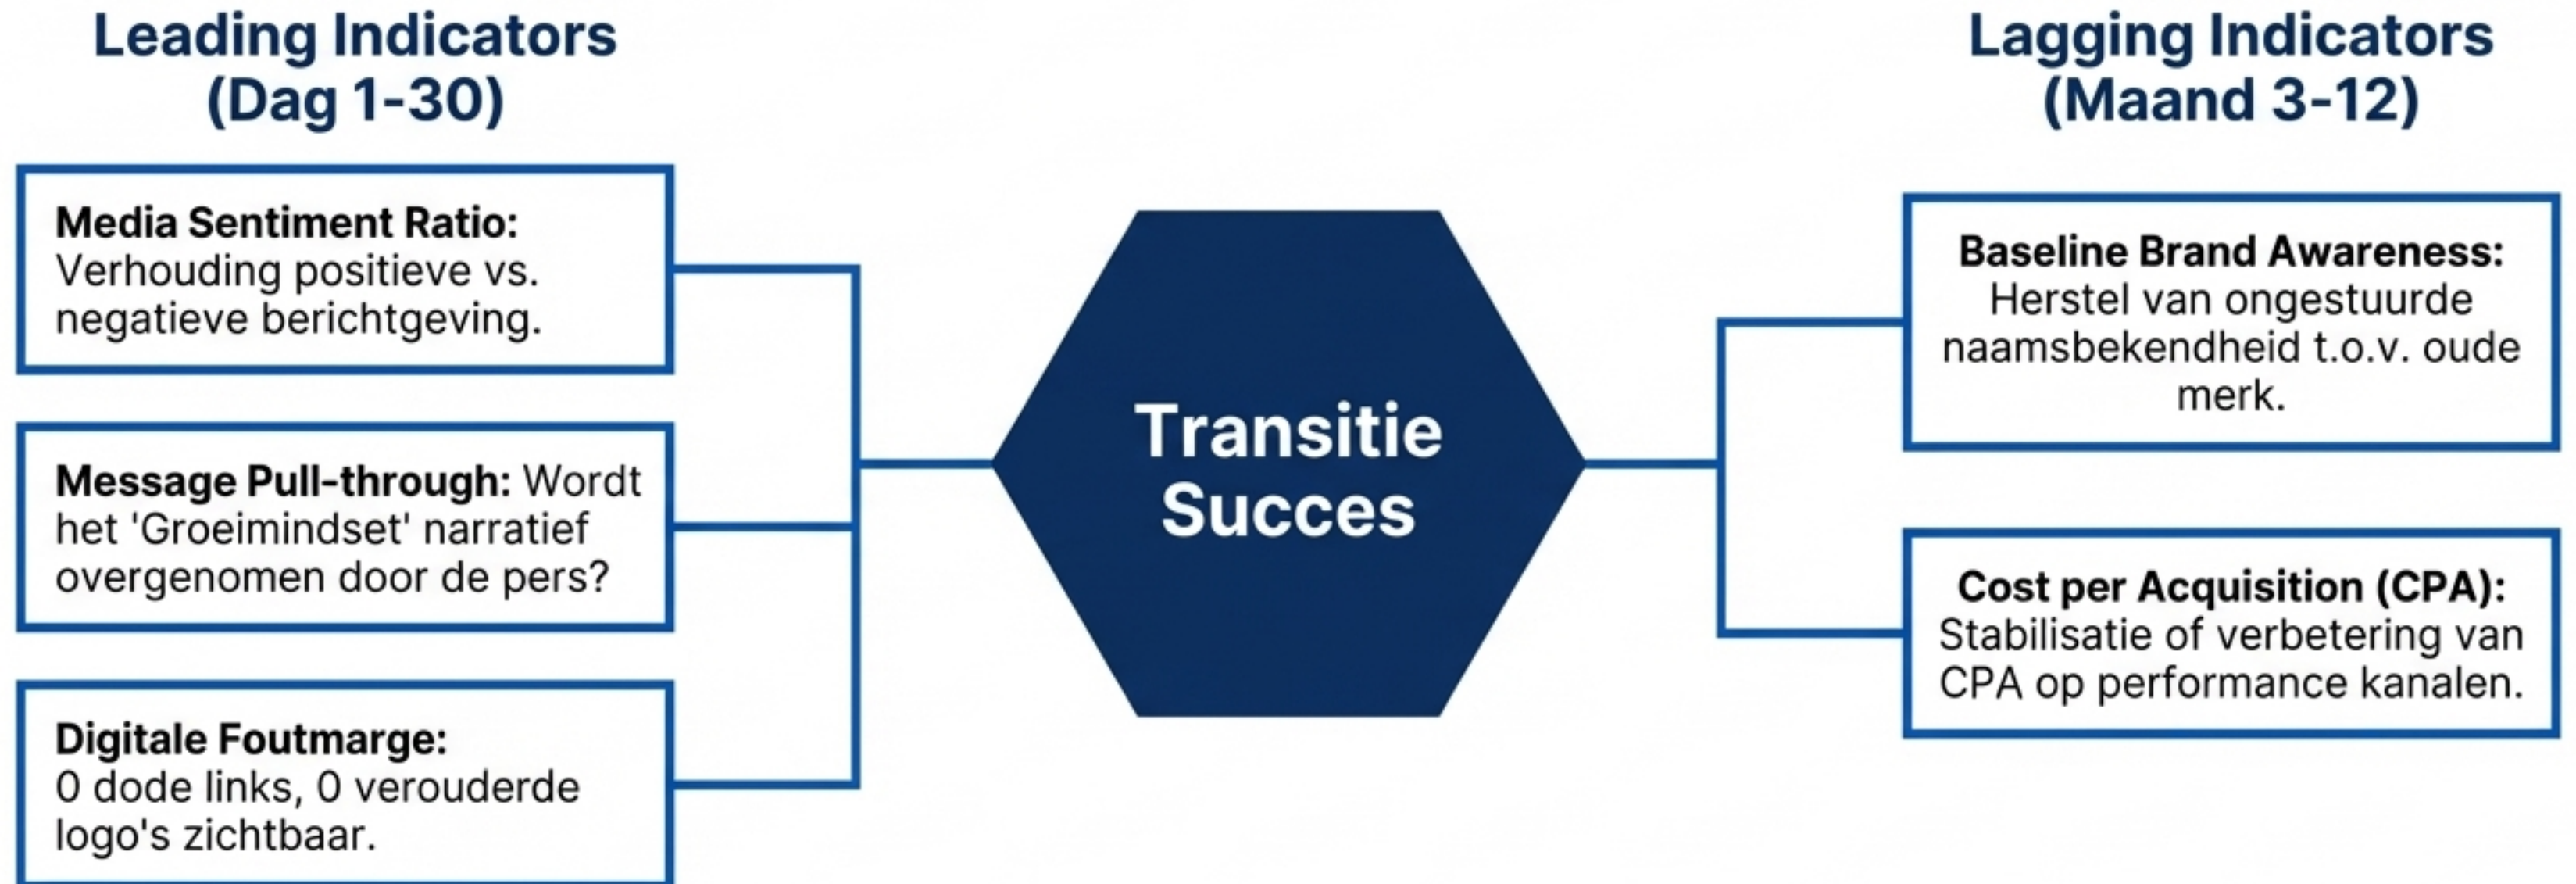 Leading Indicators
(Dag 1-30)
Media Sentiment Ratio:
Verhouding positieve vs.
negatieve berichtgeving.
Message Pull-through: Wordt
het 'Groeimindset' narratief
overgenomen door de pers?
Digitale Foutmarge:
0 dode links, 0 verouderde
logo's zichtbaar.
Transitie
Succes
Lagging Indicators
(Maand 3-12)
Baseline Brand Awareness:
Herstel van ongestuurde
naamsbekendheid t.o.v. oude
merk.
Cost per Acquisition (CPA):
Stabilisatie of verbetering van
CPA op performance kanalen.